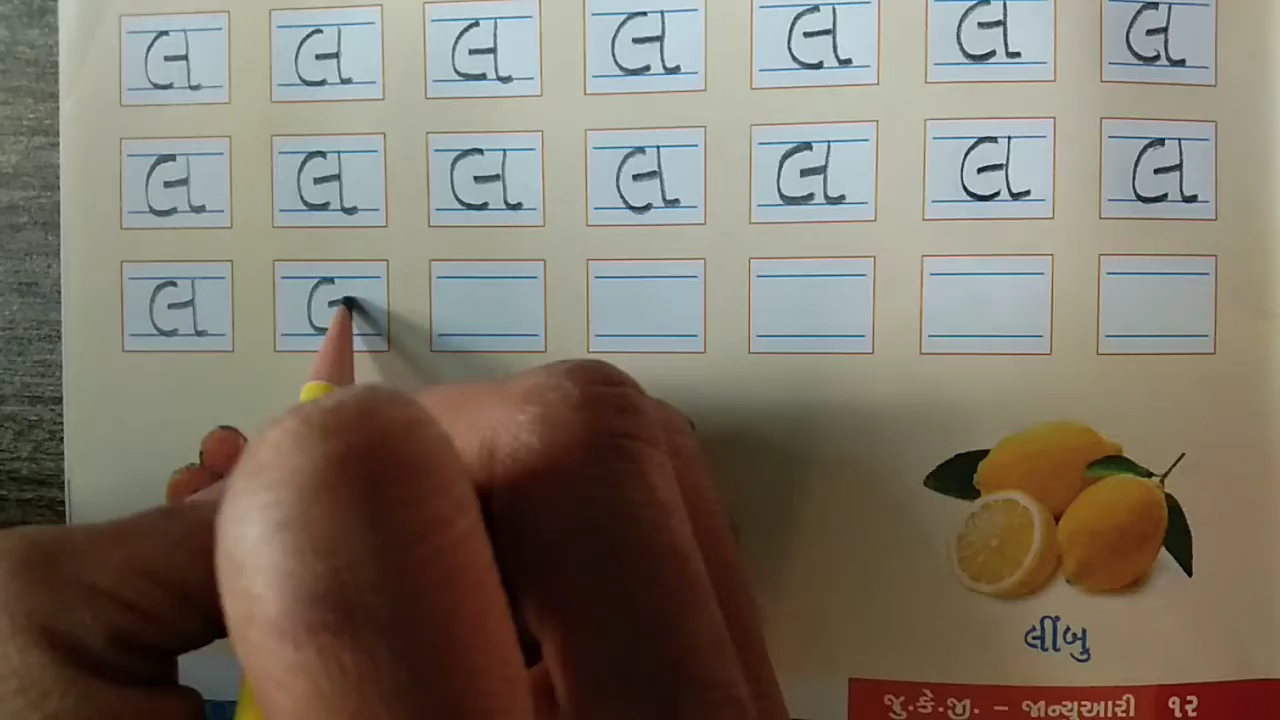 લ લ લ લ લ લ લ
લ લ લ લ લ લ લ
લ
લીંબુ
જુ.કે.જી. - જાન્યુઆરી ૧૨